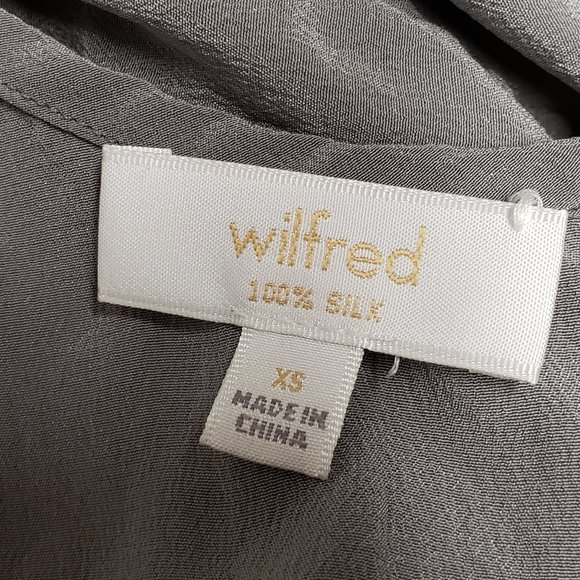 wilfred
100% SILK
XS
MADE IN
CHINA